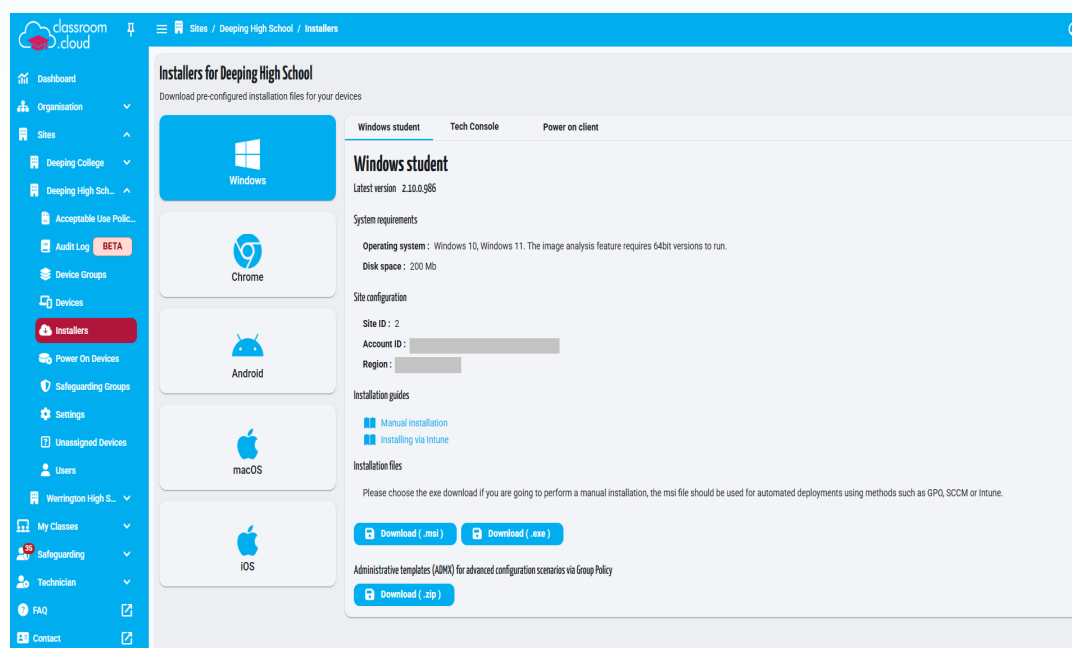 classroom
.cloud
Sites / Deeping High School / Installers
Dashboard
Organisation
Sites
Deeping College
Deeping High Sch...
Acceptable Use Polic...
Audit Log BETA
Device Groups
Devices
Installers
Power On Devices
Safeguarding Groups
Settings
Unassigned Devices
Users
Werrington High S...
My Classes
35
Safeguarding
Technician
FAQ
Contact
Installers for Deeping High School
Download pre-configured installation files for your devices
Windows
Chrome
Android
macOS
iOS
Windows student Tech Console Power on client
Windows student
Latest version 2.10.0.986
System requirements
Operating system : Windows 10, Windows 11. The image analysis feature requires 64bit versions to run.
Disk space : 200 Mb
Site configuration
Site ID : 2
Account ID :
Region :
Installation guides
Manual installation
Installing via Intune
Installation files
Please choose the exe download if you are going to perform a manual installation, the msi file should be used for automated deployments using methods such as GPO, SCCM or Intune.
Download ( .msi ) Download ( .exe )
Administrative templates (ADMX) for advanced configuration scenarios via Group Policy
Download ( .zip )